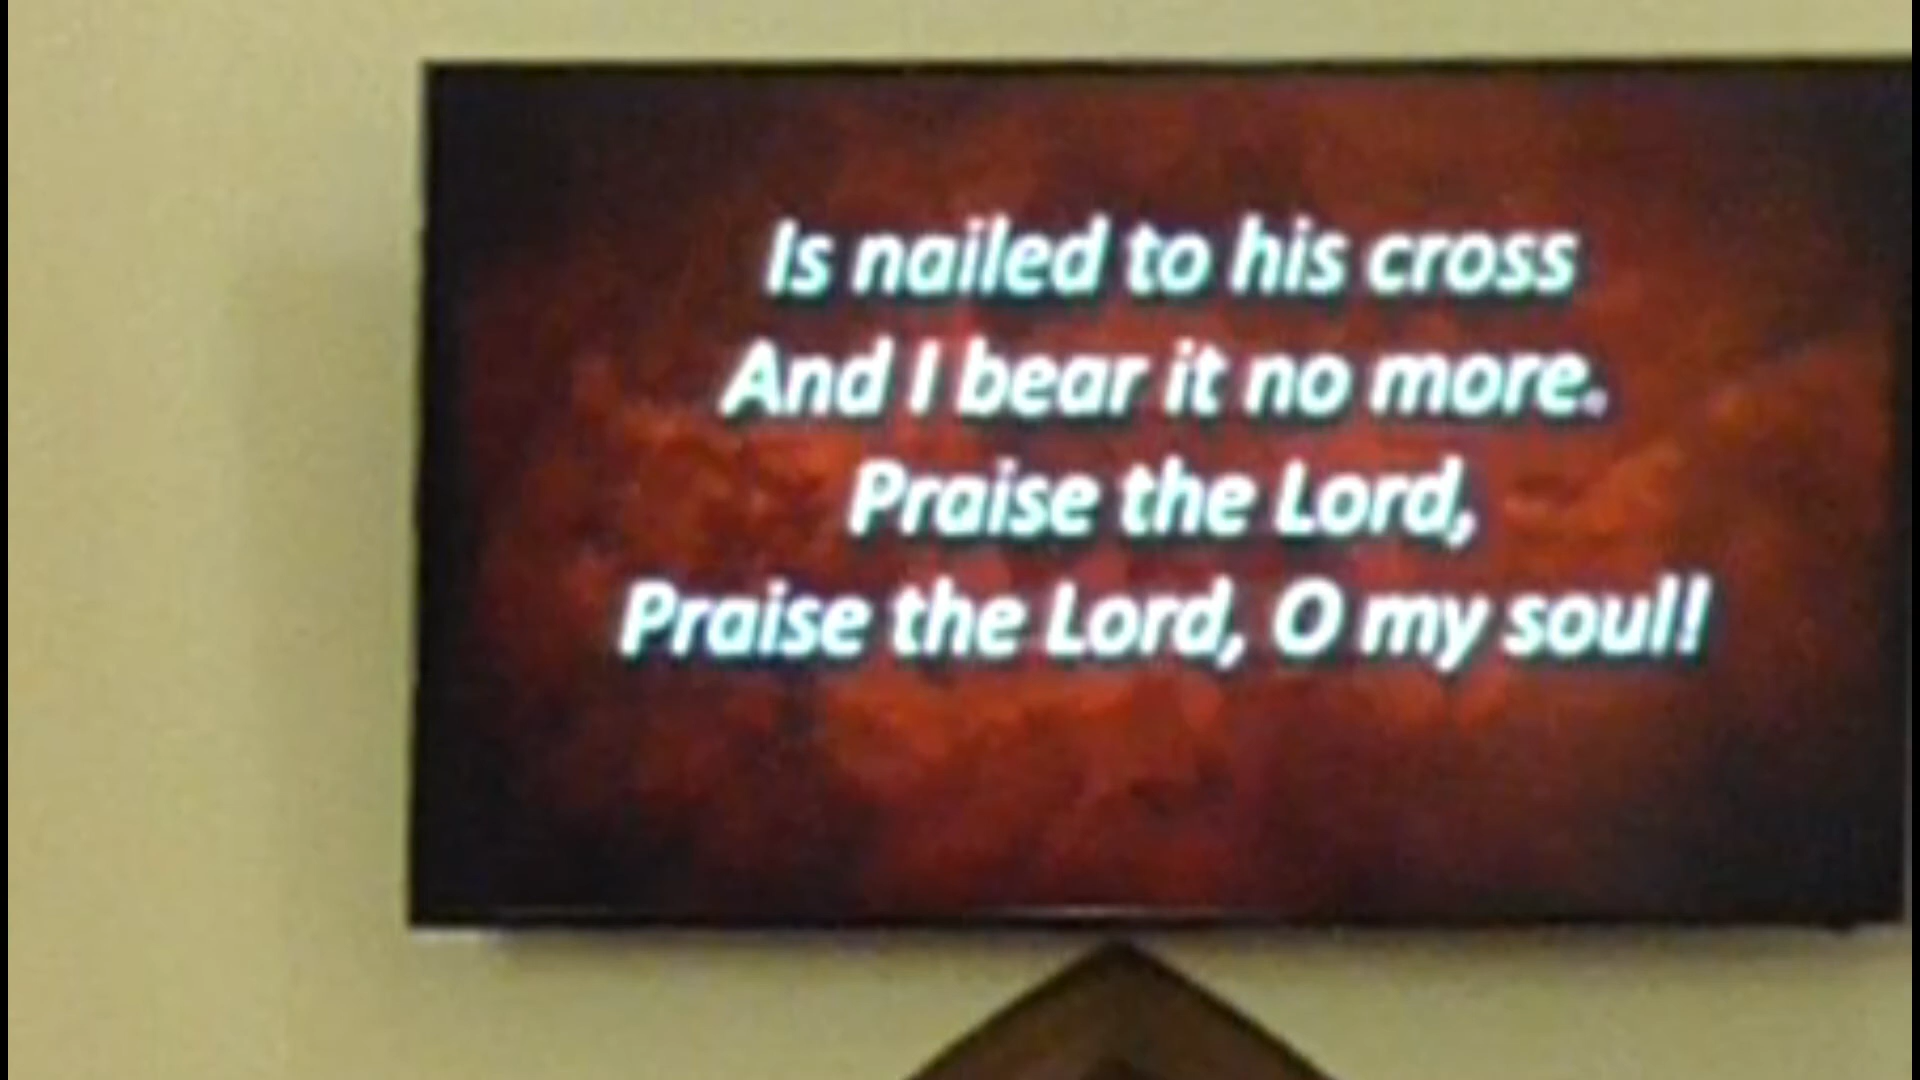 Is nailed to his cross
And I bear it no more.
Praise the Lord,
Praise the Lord, O my soul!